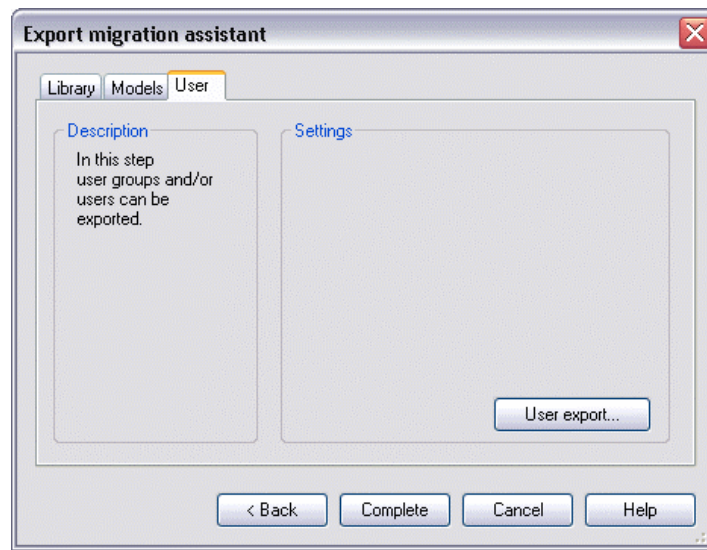 Export migration assistant
Library Models User
Description
In this step
user groups and/or
users can be
exported.
Settings
User export...
< Back Complete Cancel Help